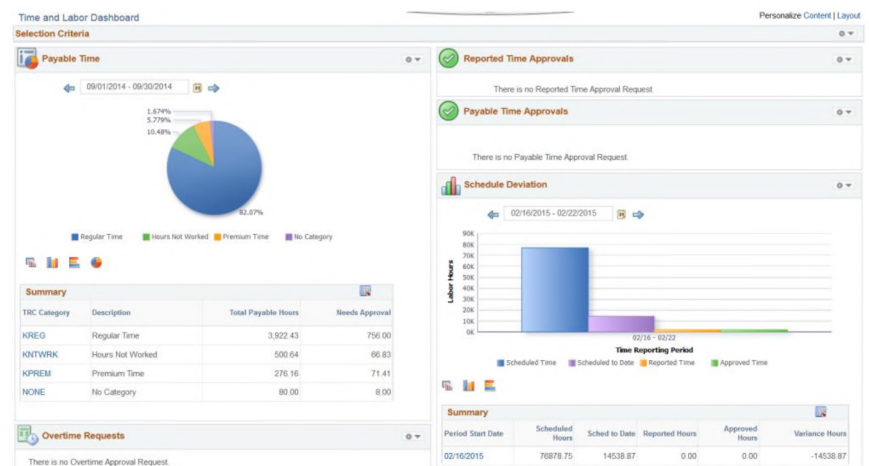 Time and Labor Dashboard
Personalize Content | Layout
Selection Criteria
Payable Time
09/01/2014 - 09/30/2014
1.674%
5.779%
10.48%
82.07%
Regular Time Hours Not Worked Premium Time No Category
Summary
TRC Category Description Total Payable Hours Needs Approval
KREG Regular Time 3,922.43 756.00
KNTWRK Hours Not Worked 500.64 66.83
KPREM Premium Time 276.16 71.41
NONE No Category 80.00 8.00
Overtime Requests
There is no Overtime Approval Request.
Reported Time Approvals
There is no Reported Time Approval Request.
Payable Time Approvals
There is no Payable Time Approval Request.
Schedule Deviation
02/16/2015 - 02/22/2015
Labor Hours
90K
80K
70K
60K
50K
40K
30K
20K
10K
0K
02/16 - 02/22
Time Reporting Period
Scheduled Time Scheduled to Date Reported Time Approved Time
Summary
Period Start Date Scheduled Hours Sched to Date Reported Hours Approved Hours Variance Hours
02/16/2015 76878.75 14538.87 0.00 0.00 -14538.87